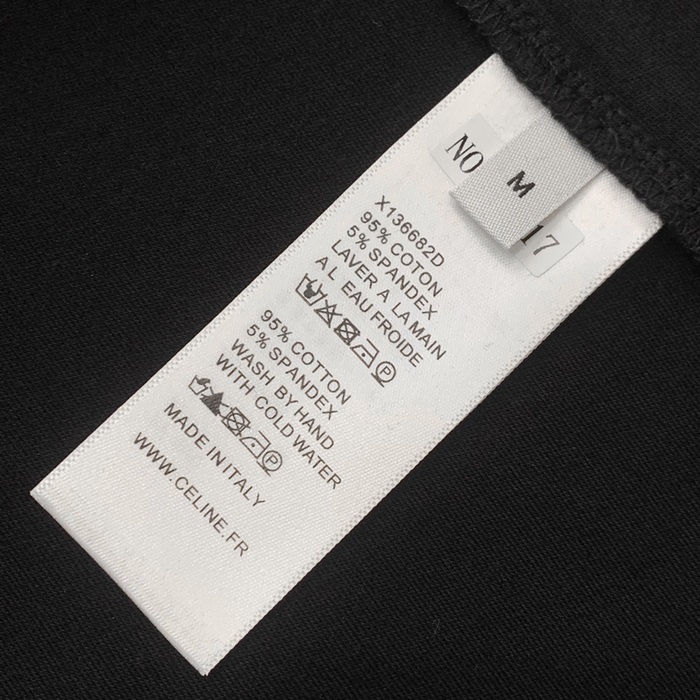 NO
M
17
X136682D
95% COTON
5% SPANDEX
LAVER A LA MAIN
A L EAU FROIDE
P
95% COTTON
5% SPANDEX
WASH BY HAND
WITH COLD WATER
P
MADE IN ITALY
WWW.CELINE.FR